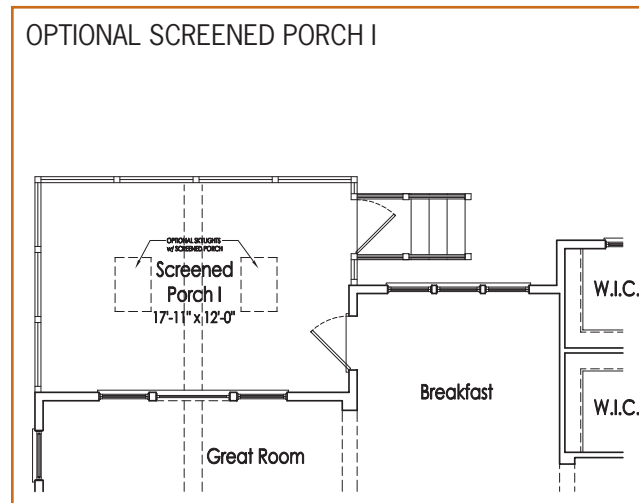 OPTIONAL SCREENED PORCH I
OPTIONAL SKYLIGHTS
w/ SCREENED PORCH
Screened
Porch I
17'-11" x 12'-0"
W.I.C.
Breakfast
W.I.C.
Great Room